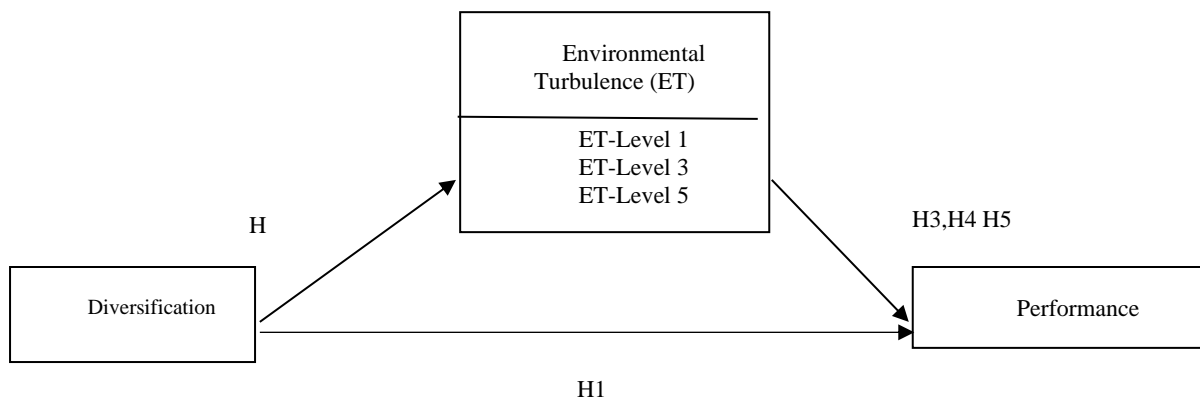 Environmental
Turbulence (ET)
ET-Level 1
ET-Level 3
ET-Level 5
H
H3,H4 H5
Diversification
Performance
H1